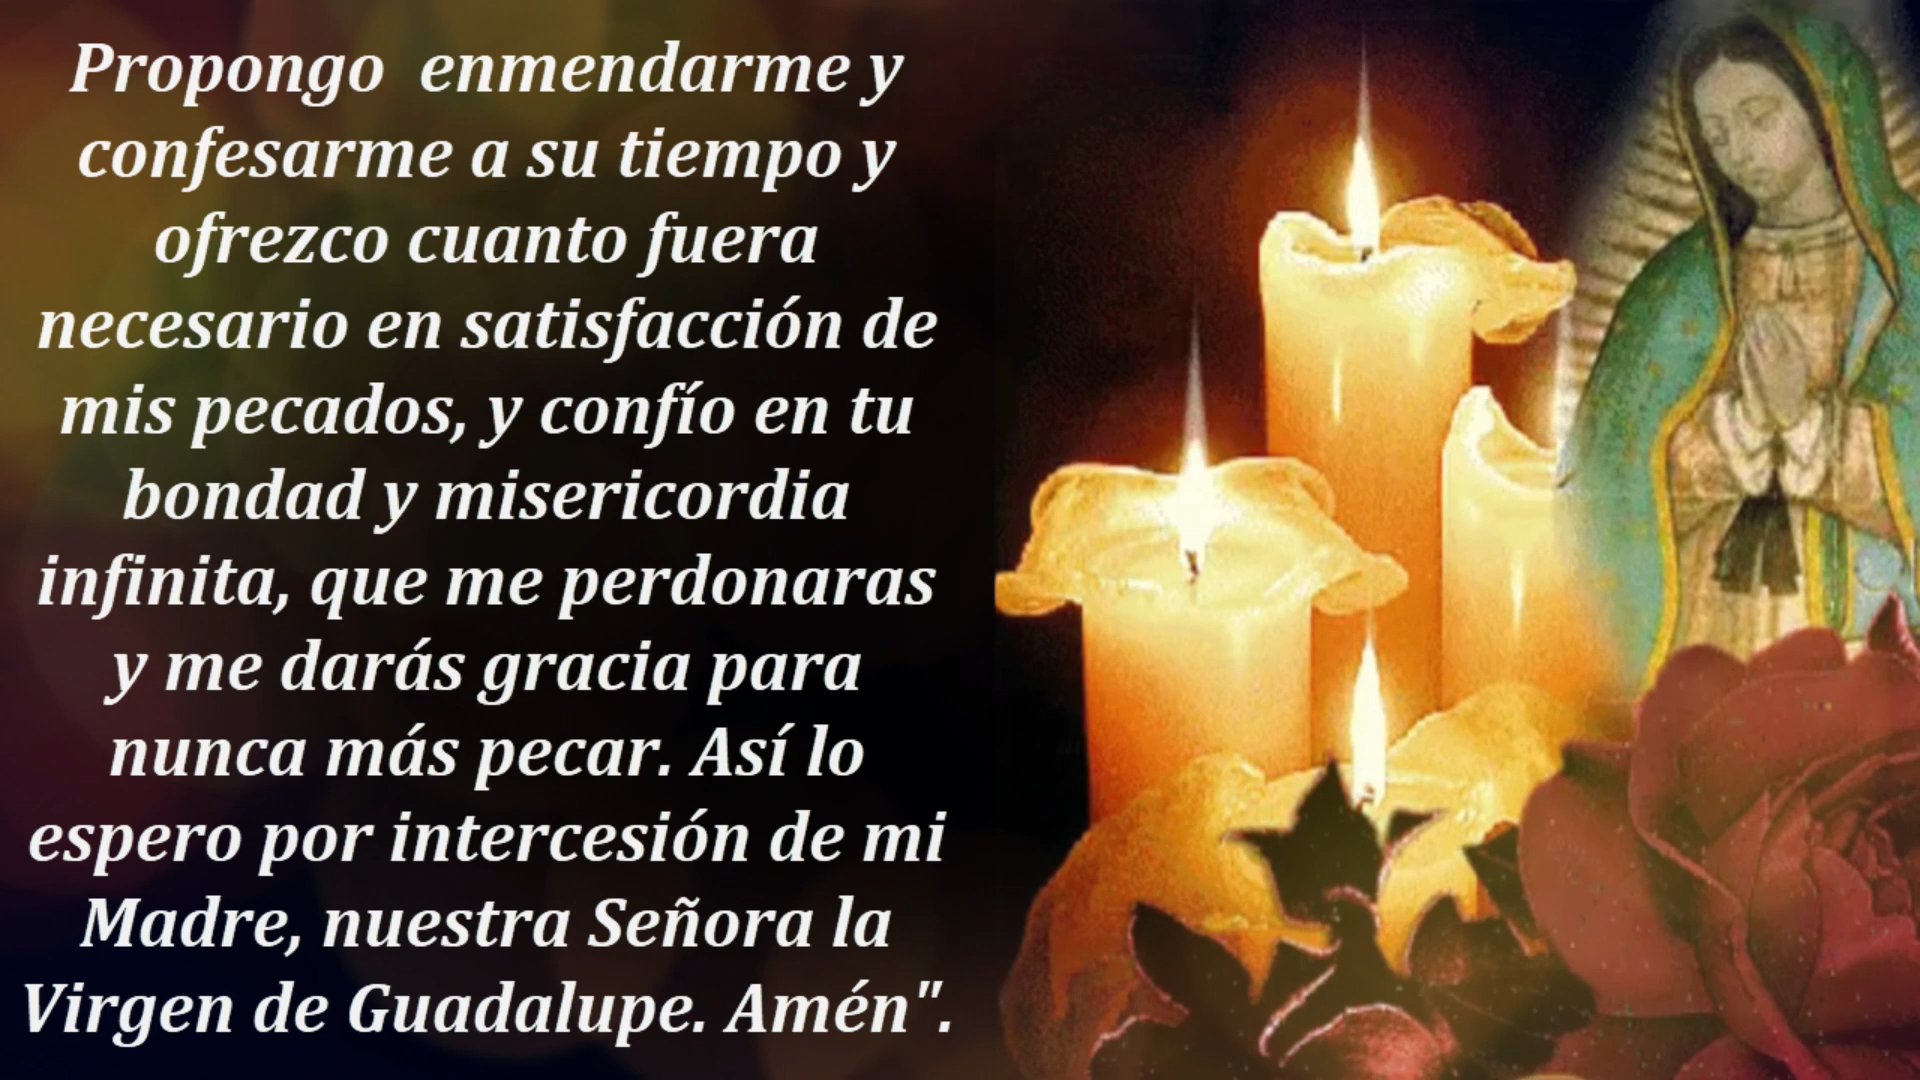 Propongo  enmendarme y
confesarme a su tiempo y
ofrezco cuanto fuera
necesario en satisfacción de
mis pecados, y confío en tu
bondad y misericordia
infinita, que me perdonaras
y me darás gracia para
nunca más pecar. Así lo
espero por intercesión de mi
Madre, nuestra Señora la
Virgen de Guadalupe. Amén".